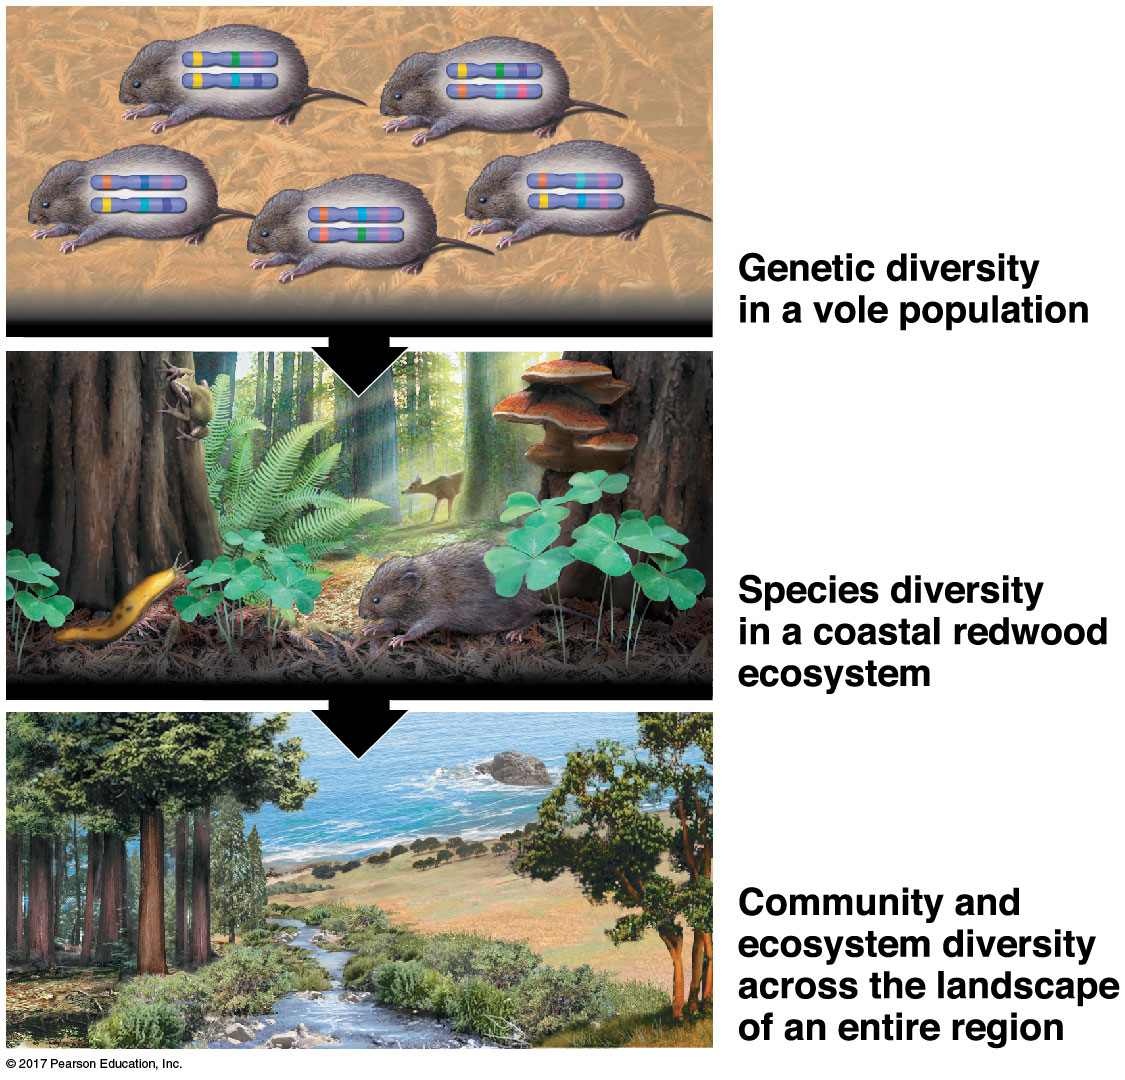 Genetic diversity
in a vole population
Species diversity
in a coastal redwood
ecosystem
Community and
ecosystem diversity
across the landscape
of an entire region
© 2017 Pearson Education, Inc.